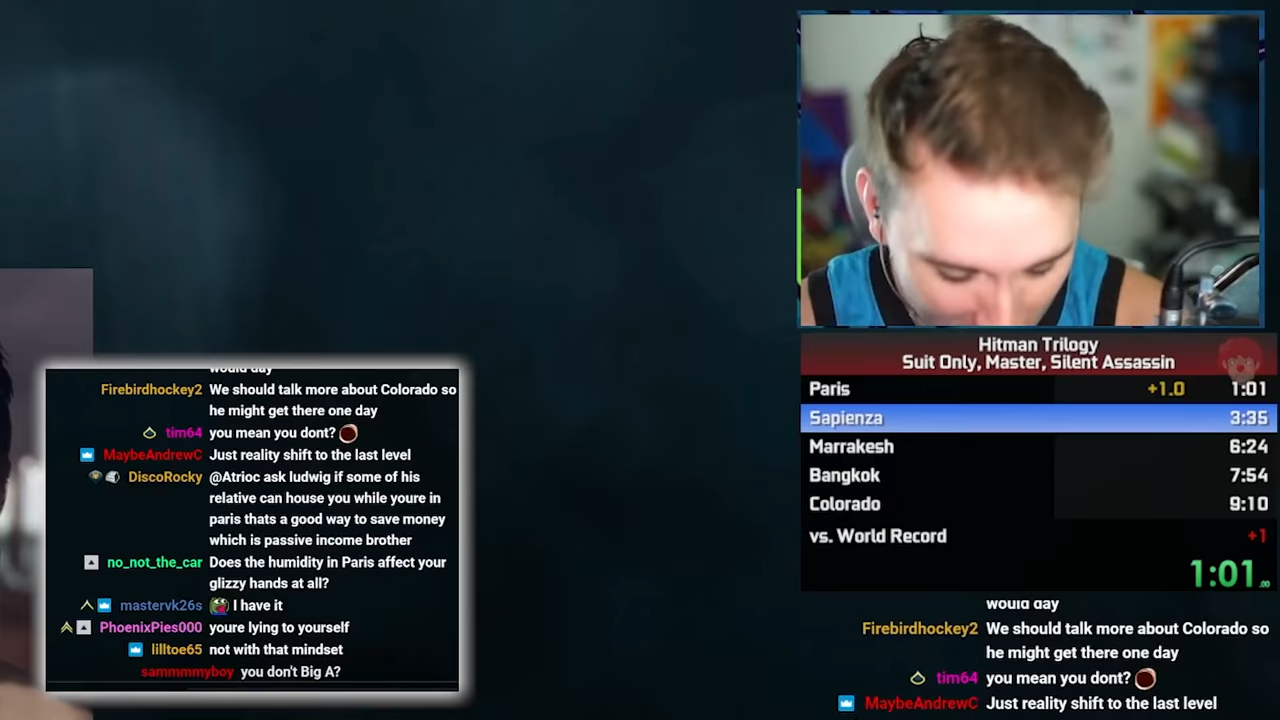 would day
Firebirdhockey2 We should talk more about Colorado so
he might get there one day
tim64 you mean you dont?
MaybeAndrewC Just reality shift to the last level
DiscoRocky @Atrioc ask ludwig if some of his
relative can house you while youre in
paris thats a good way to save money
which is passive income brother
no_not_the_car Does the humidity in Paris affect your
glizzy hands at all?
mastervk26s I have it
PhoenixPies000 youre lying to yourself
lilltoe65 not with that mindset
sammmmyboy you don't Big A?
Hitman Trilogy
Suit Only, Master, Silent Assassin
Paris +1.0 1:01
Sapienza 3:35
Marrakesh 6:24
Bangkok 7:54
Colorado 9:10
vs. World Record +1
1:01.00
would day
Firebirdhockey2 We should talk more about Colorado so
he might get there one day
tim64 you mean you dont?
MaybeAndrewC Just reality shift to the last level